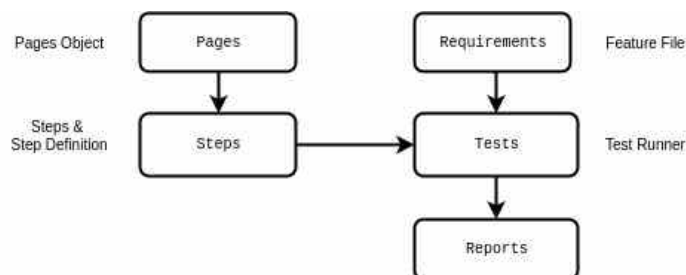 Pages Object
Pages
Requirements
Feature File
Steps &
Step Definition
Steps
Tests
Test Runner
Reports